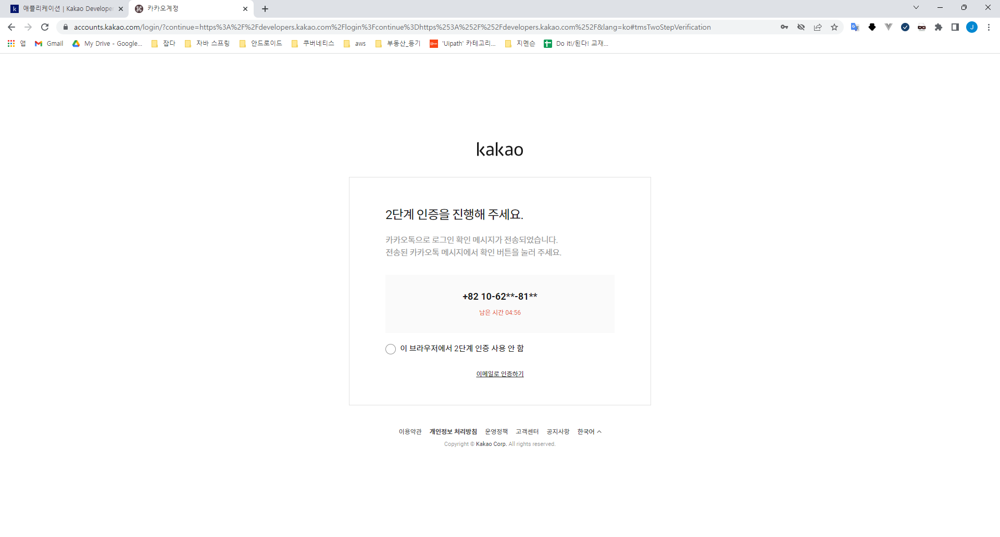 애플리케이션 | Kakao Developer
카카오계정
accounts.kakao.com/login/?continue=https%3A%2F%2Fdevelopers.kakao.com%2Flogin%3Fcontinue%3Dhttps%253A%252F%252Fdevelopers.kakao.com%252F&lang=ko#tmsTwoStepVerification
J
앱 Gmail My Drive - Google... 잡다 자바 스프링 안드로이드 쿠버네티스 aws 부동산_등기 'Uipath' 카테고리... 지멘슨 Do it!/된다! 교재...
kakao
2단계 인증을 진행해 주세요.
카카오톡으로 로그인 확인 메시지가 전송되었습니다.
전송된 카카오톡 메시지에서 확인 버튼을 눌러 주세요.
+82 10-62**-81**
남은 시간 04:56
이 브라우저에서 2단계 인증 사용 안 함
이메일로 인증하기
이용약관 개인정보 처리방침 운영정책 고객센터 공지사항 한국어
Copyright © Kakao Corp. All rights reserved.